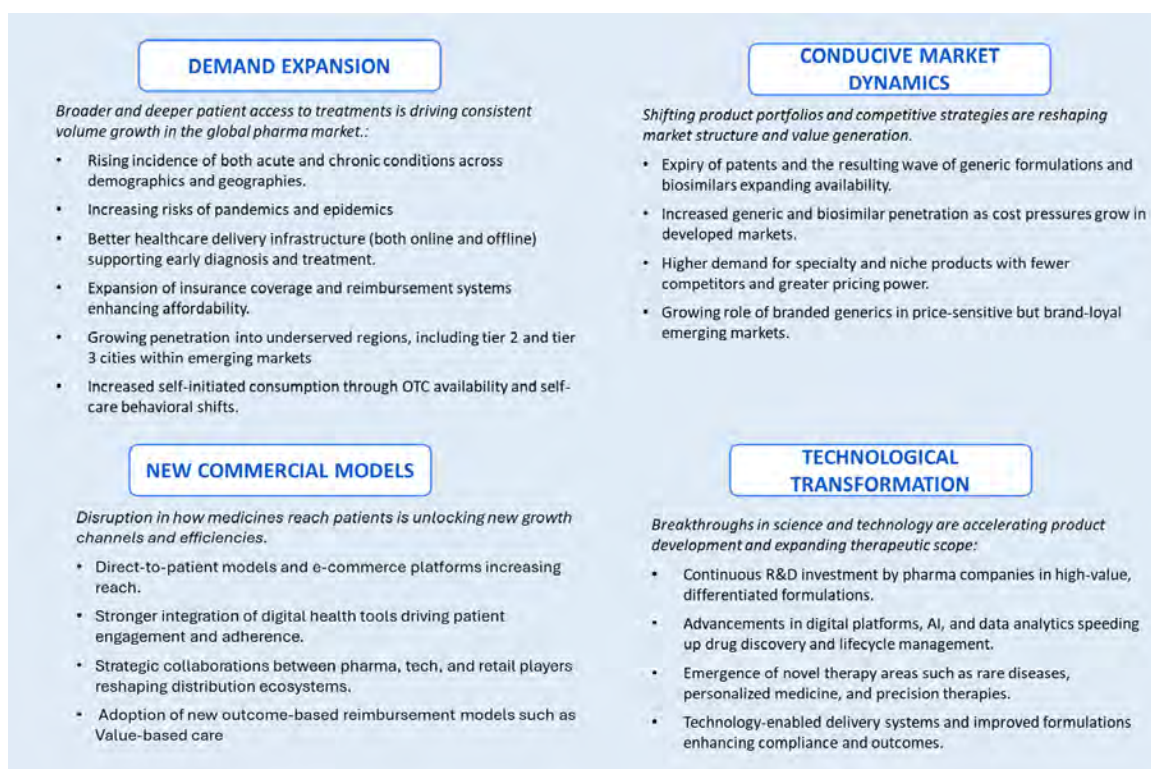 DEMAND EXPANSION
Broader and deeper patient access to treatments is driving consistent
volume growth in the global pharma market.:
• Rising incidence of both acute and chronic conditions across
demographics and geographies.
• Increasing risks of pandemics and epidemics
• Better healthcare delivery infrastructure (both online and offline)
supporting early diagnosis and treatment.
• Expansion of insurance coverage and reimbursement systems
enhancing affordability.
• Growing penetration into underserved regions, including tier 2 and tier
3 cities within emerging markets
• Increased self-initiated consumption through OTC availability and self-
care behavioral shifts.
CONDUCIVE MARKET
DYNAMICS
Shifting product portfolios and competitive strategies are reshaping
market structure and value generation.
• Expiry of patents and the resulting wave of generic formulations and
biosimilars expanding availability.
• Increased generic and biosimilar penetration as cost pressures grow in
developed markets.
• Higher demand for specialty and niche products with fewer
competitors and greater pricing power.
• Growing role of branded generics in price-sensitive but brand-loyal
emerging markets.
NEW COMMERCIAL MODELS
Disruption in how medicines reach patients is unlocking new growth
channels and efficiencies.
• Direct-to-patient models and e-commerce platforms increasing
reach.
• Stronger integration of digital health tools driving patient
engagement and adherence.
• Strategic collaborations between pharma, tech, and retail players
reshaping distribution ecosystems.
• Adoption of new outcome-based reimbursement models such as
Value-based care
TECHNOLOGICAL
TRANSFORMATION
Breakthroughs in science and technology are accelerating product
development and expanding therapeutic scope:
• Continuous R&D investment by pharma companies in high-value,
differentiated formulations.
• Advancements in digital platforms, AI, and data analytics speeding
up drug discovery and lifecycle management.
• Emergence of novel therapy areas such as rare diseases,
personalized medicine, and precision therapies.
• Technology-enabled delivery systems and improved formulations
enhancing compliance and outcomes.